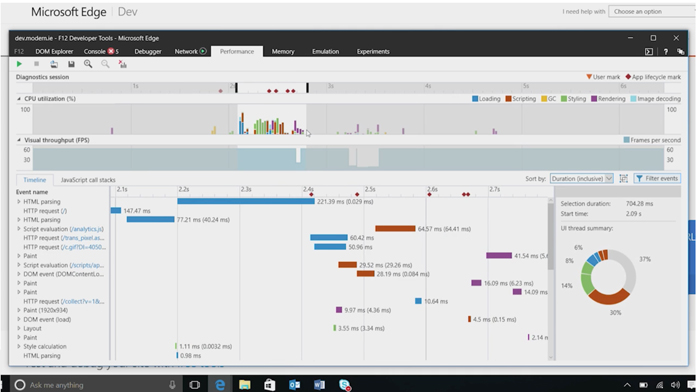 Microsoft Edge | Dev
I need help with Choose an option
dev.modern.ie - F12 Developer Tools - Microsoft Edge
F12 DOM Explorer Console 5 Debugger Network Performance Memory Emulation Experiments
Diagnostics session
User mark App lifecycle mark
1s 2s 3s 4s 5s 6s
CPU utilization (%)
Loading Scripting GC Styling Rendering Image decoding
100 100
Visual throughput (FPS)
Frames per second
60 60
30 30
Timeline JavaScript call stacks
Sort by: Duration (inclusive) Filter events
Event name
2.1s 2.2s 2.3s 2.4s 2.5s 2.6s 2.7s
HTML parsing 221.39 ms (0.029 ms)
HTTP request (/) 147.47 ms
HTML parsing 77.21 ms (40.24 ms)
Script evaluation (/analytics.js) 64.57 ms (64.41 ms)
HTTP request (/trans_pixel.as... 60.42 ms
HTTP request (/c.gif?DI=4050... 50.96 ms
Paint 41.54 ms (5.6
Script evaluation (/scripts/ap... 29.52 ms (29.26 ms)
DOM event (DOMContentLoa... 28.19 ms (0.084 ms)
Paint 16.09 ms (6.23 ms)
Paint 14.09 ms
HTTP request (/collect?v=1&... 10.64 ms
Paint (1920x934) 9.97 ms (4.36 ms)
DOM event (load) 4.5 ms (0.15 ms)
Layout 3.55 ms (3.34 ms)
Paint 2.14 m
Style calculation 1.11 ms (0.0032 ms)
HTML parsing 0.98 ms
Selection duration: 704.28 ms
Start time: 2.09 s
UI thread summary:
6%
8%
14%
37%
30%
Ask me anything